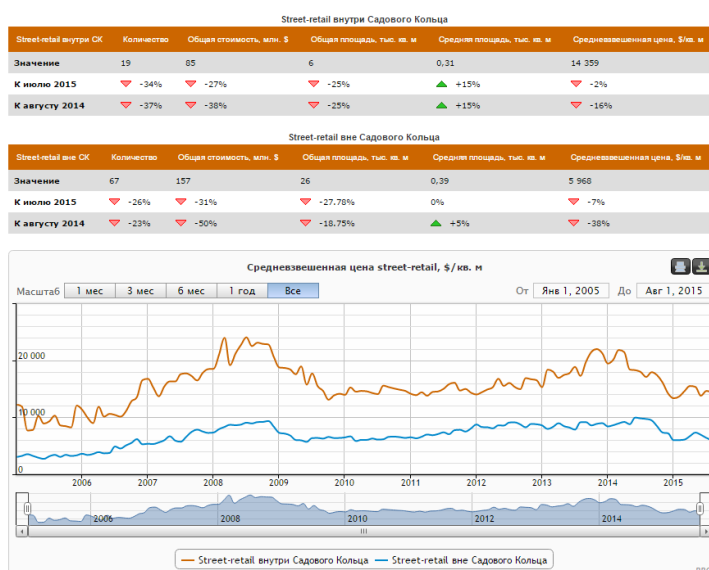 Street-retail внутри Садового Кольца
Street-retail внутри СК Количество Общая стоимость, млн. $ Общая площадь, тыс. кв. м Средняя площадь, тыс. кв. м Средневзвешенная цена, $/кв. м
Значение 19 85 6 0,31 14 359
К июлю 2015 -34% -27% -25% +15% -2%
К августу 2014 -37% -38% -25% +15% -16%
Street-retail вне Садового Кольца
Street-retail вне СК Количество Общая стоимость, млн. $ Общая площадь, тыс. кв. м Средняя площадь, тыс. кв. м Средневзвешенная цена, $/кв. м
Значение 67 157 26 0,39 5 968
К июлю 2015 -26% -31% -27.78% 0% -7%
К августу 2014 -23% -50% -18.75% +5% -38%
Средневзвешенная цена street-retail, $/кв. м
Масштаб 1 мес 3 мес 6 мес 1 год Все От Янв 1, 2005 До Авг 1, 2015
20 000
10 000
0
2006 2007 2008 2009 2010 2011 2012 2013 2014 2015
2006 2008 2010 2012 2014
Street-retail внутри Садового Кольца Street-retail вне Садового Кольца